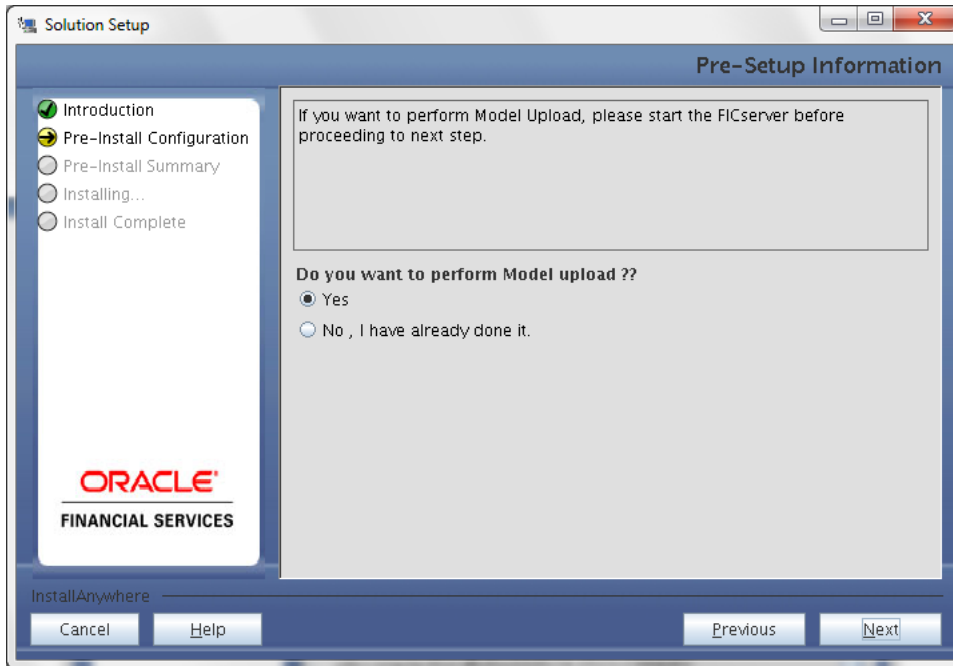 Solution Setup
Pre-Setup Information
Introduction
Pre-Install Configuration
Pre-Install Summary
Installing...
Install Complete
ORACLE
FINANCIAL SERVICES
If you want to perform Model Upload, please start the FICserver before
proceeding to next step.
Do you want to perform Model upload ??
Yes
No , I have already done it.
InstallAnywhere
Cancel
Help
Previous
Next